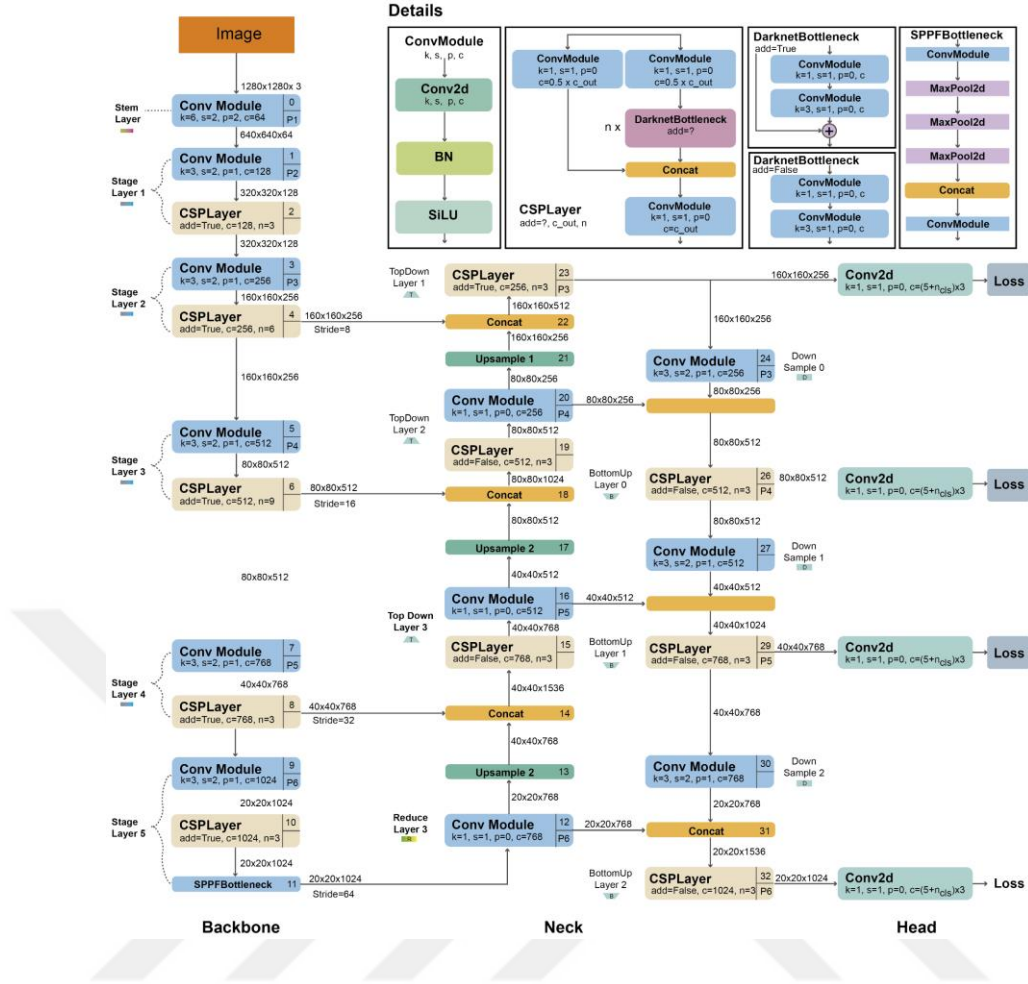 Details
Image
1280x1280x 3
Stem
Layer
Conv Module
k=6, s=2, p=2, c=64
0
P1
640x640x64
Stage
Layer 1
Conv Module
k=3, s=2, p=1, c=128
1
P2
320x320x128
CSPLayer
add=True, c=128, n=3
2
320x320x128
Stage
Layer 2
Conv Module
k=3, s=2, p=1, c=256
3
P3
160x160x256
CSPLayer
add=True, c=256, n=6
4
160x160x256
Stride=8
160x160x256
Stage
Layer 3
Conv Module
k=3, s=2, p=1, c=512
5
P4
80x80x512
CSPLayer
add=True, c=512, n=9
6
80x80x512
Stride=16
80x80x512
Stage
Layer 4
Conv Module
k=3, s=2, p=1, c=768
7
P5
40x40x768
CSPLayer
add=True, c=768, n=3
8
40x40x768
Stride=32
Stage
Layer 5
Conv Module
k=3, s=2, p=1, c=1024
9
P6
20x20x1024
CSPLayer
add=True, c=1024, n=3
10
20x20x1024
SPPFBottleneck
11
20x20x1024
Stride=64
Backbone
ConvModule
k, s, p, c
Conv2d
k, s, p, c
BN
SiLU
ConvModule
k=1, s=1, p=0
c=0.5 x c_out
ConvModule
k=1, s=1, p=0
c=0.5 x c_out
n x
DarknetBottleneck
add=?
Concat
ConvModule
k=1, s=1, p=0
c=c_out
CSPLayer
add=?, c_out, n
DarknetBottleneck
add=True
ConvModule
k=1, s=1, p=0, c
ConvModule
k=3, s=1, p=0, c
+
DarknetBottleneck
add=False
ConvModule
k=1, s=1, p=0, c
ConvModule
k=3, s=1, p=0, c
SPPFBottleneck
ConvModule
MaxPool2d
MaxPool2d
MaxPool2d
Concat
ConvModule
TopDown
Layer 1
T
CSPLayer
add=True, c=256, n=3
23
P3
160x160x512
Concat
22
160x160x256
Upsample 1
21
80x80x256
TopDown
Layer 2
T
Conv Module
k=1, s=1, p=0, c=256
20
P4
80x80x256
80x80x512
CSPLayer
add=False, c=512, n=3
19
80x80x1024
Concat
18
80x80x512
Upsample 2
17
40x40x512
Top Down
Layer 3
T
Conv Module
k=1, s=1, p=0, c=512
16
P5
40x40x512
40x40x768
CSPLayer
add=False, c=768, n=3
15
40x40x1536
Concat
14
40x40x768
Upsample 2
13
20x20x768
Reduce
Layer 3
R
Conv Module
k=1, s=1, p=0, c=768
12
P6
20x20x768
Neck
160x160x256
160x160x256
Conv Module
k=3, s=2, p=1, c=256
24
P3
Down
Sample 0
D
80x80x256
80x80x512
BottomUp
Layer 0
B
CSPLayer
add=False, c=512, n=3
26
P4
80x80x512
80x80x512
Conv Module
k=3, s=2, p=1, c=512
27
Down
Sample 1
D
40x40x512
40x40x1024
BottomUp
Layer 1
B
CSPLayer
add=False, c=768, n=3
29
P5
40x40x768
40x40x768
Conv Module
k=3, s=2, p=1, c=768
30
Down
Sample 2
D
20x20x768
Concat
31
20x20x1536
BottomUp
Layer 2
B
CSPLayer
add=False, c=1024, n=3
32
P6
20x20x1024
Conv2d
k=1, s=1, p=0, c=(5+ncls)x3
Loss
Conv2d
k=1, s=1, p=0, c=(5+ncls)x3
Loss
Conv2d
k=1, s=1, p=0, c=(5+ncls)x3
Loss
Conv2d
k=1, s=1, p=0, c=(5+ncls)x3
Loss
Head